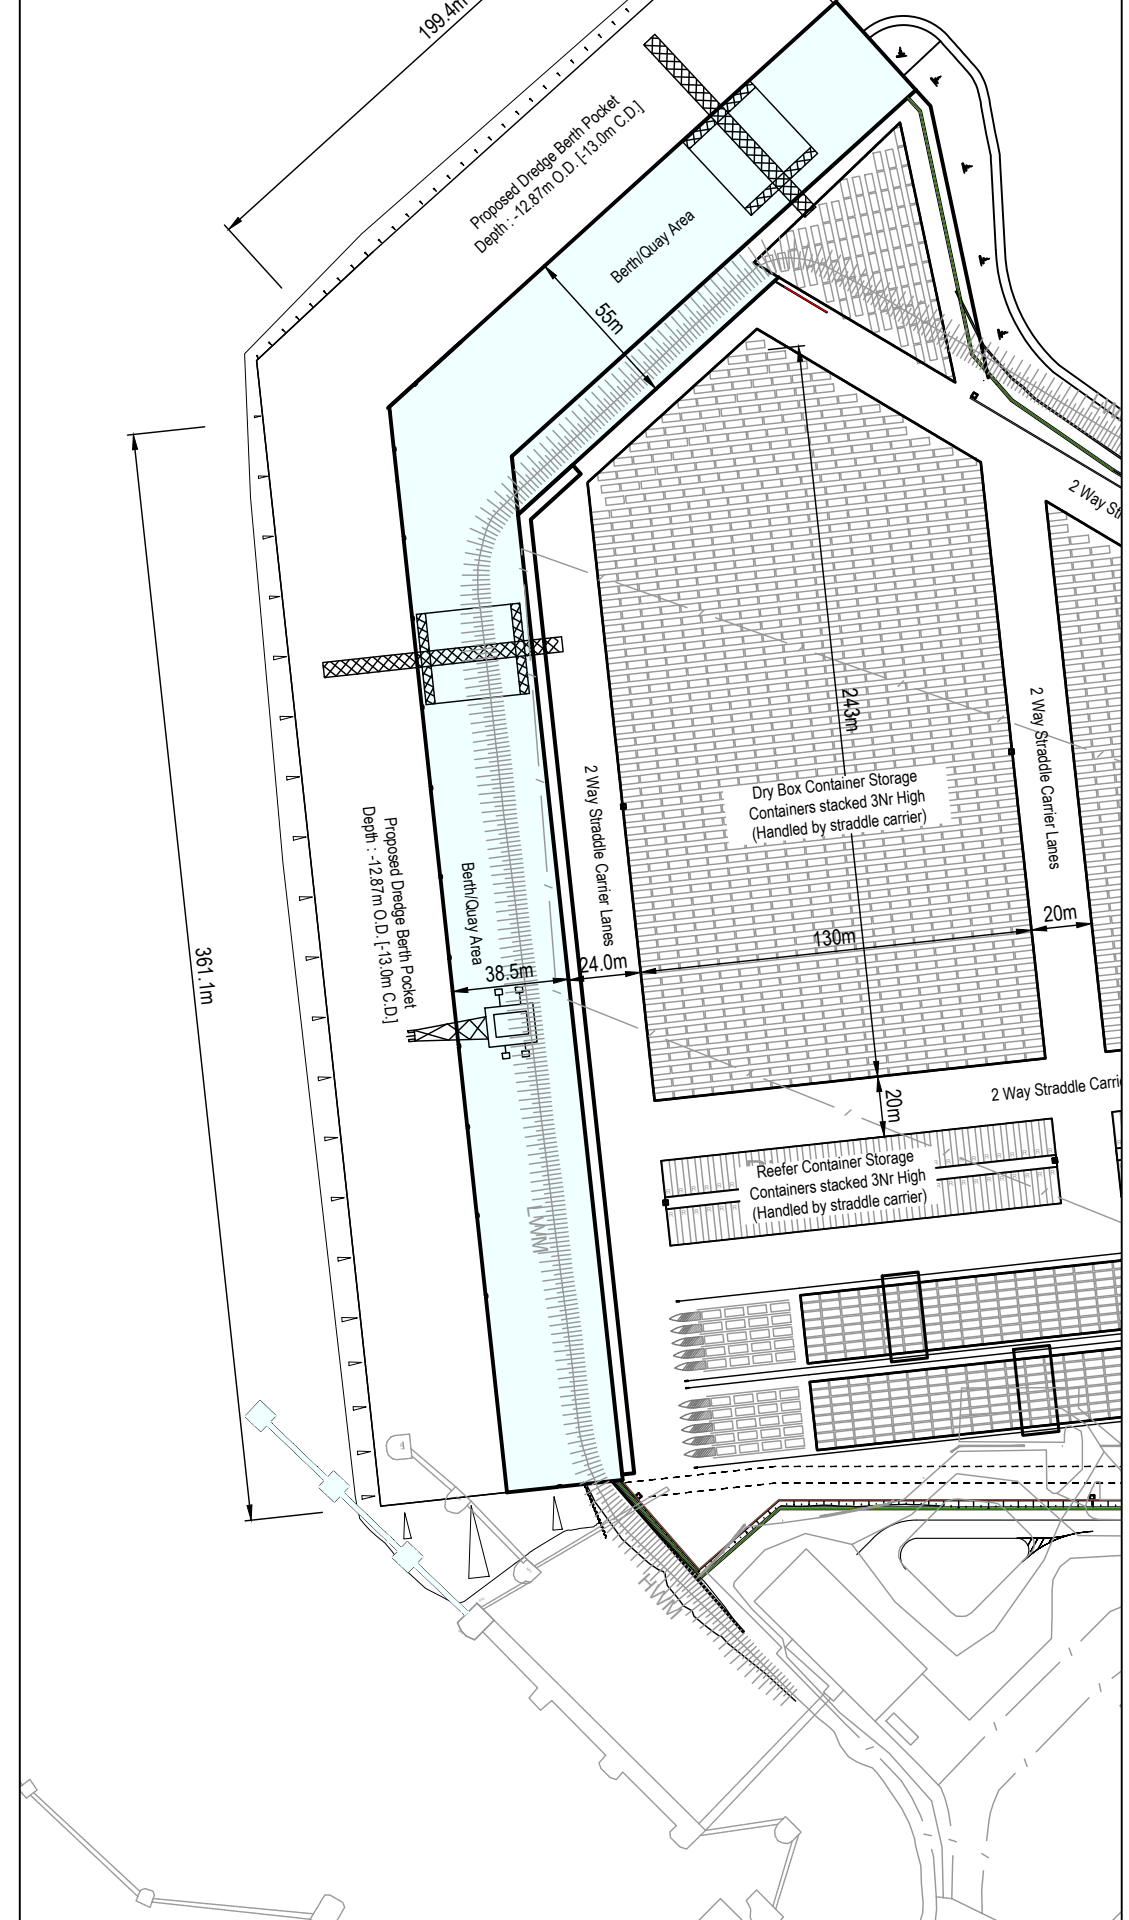 199.4m
Proposed Dredge Berth Pocket
Depth : -12.87m O.D. [-13.0m C.D.]
Berth/Quay Area
55m
2 Way
243m
2 Way Straddle Carrier Lanes
Dry Box Container Storage
Containers stacked 3Nr High
(Handled by straddle carrier)
2 Way Straddle Carrier Lanes
Proposed Dredge Berth Pocket
Depth : -12.87m O.D. [-13.0m C.D.]
Berth/Quay Area
361.1m
38.5m
24.0m
130m
20m
20m
2 Way Straddle
Reefer Container Storage
Containers stacked 3Nr High
(Handled by straddle carrier)
LWM
HWM